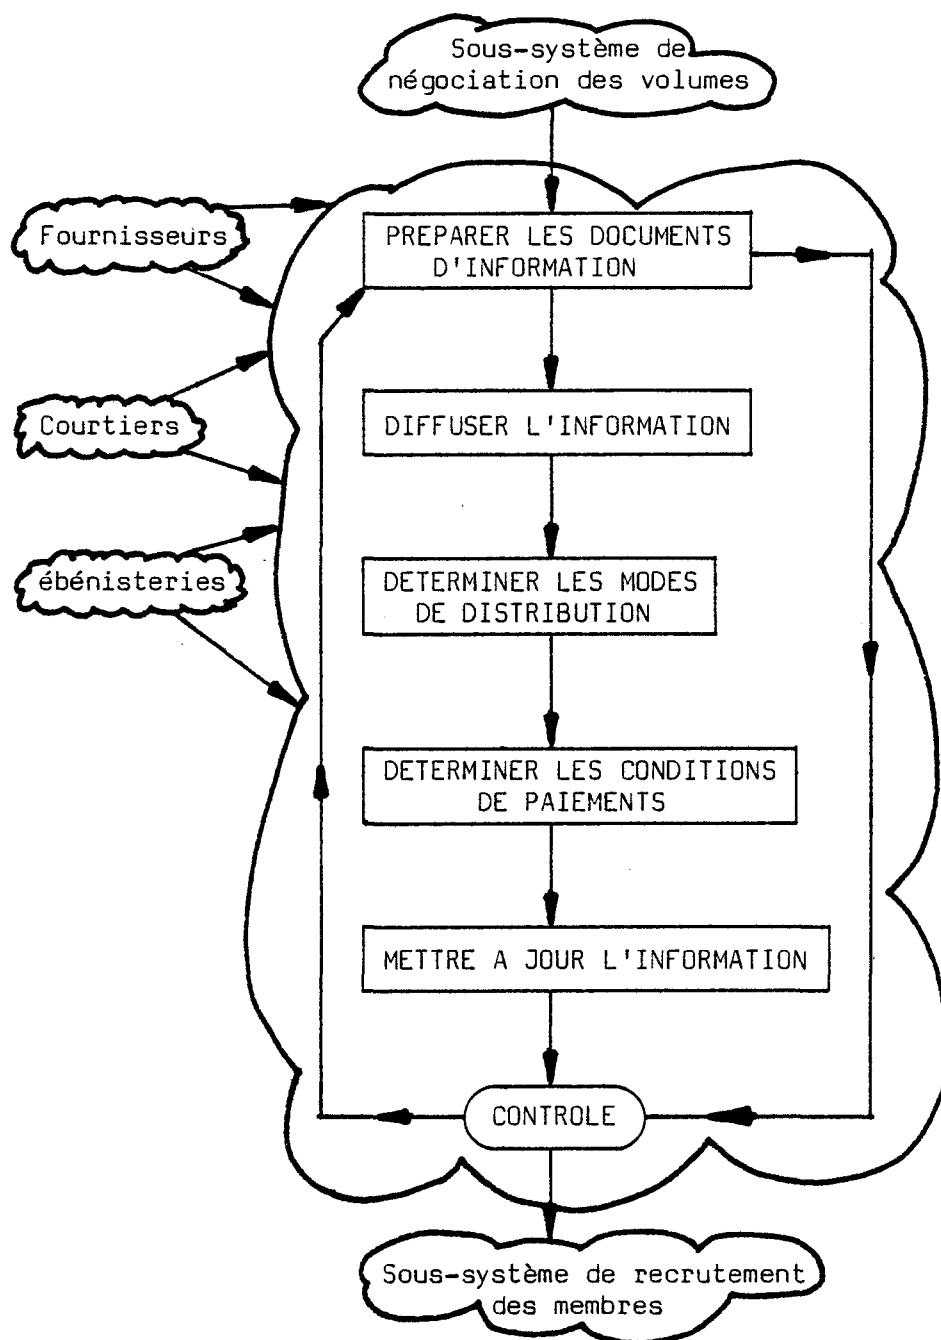 Sous-système de
négociation des volumes
Fournisseurs
PREPARER LES DOCUMENTS
D'INFORMATION
Courtiers
DIFFUSER L'INFORMATION
ébénisteries
DETERMINER LES MODES
DE DISTRIBUTION
DETERMINER LES CONDITIONS
DE PAIEMENTS
METTRE A JOUR L'INFORMATION
CONTROLE
Sous-système de recrutement
des membres